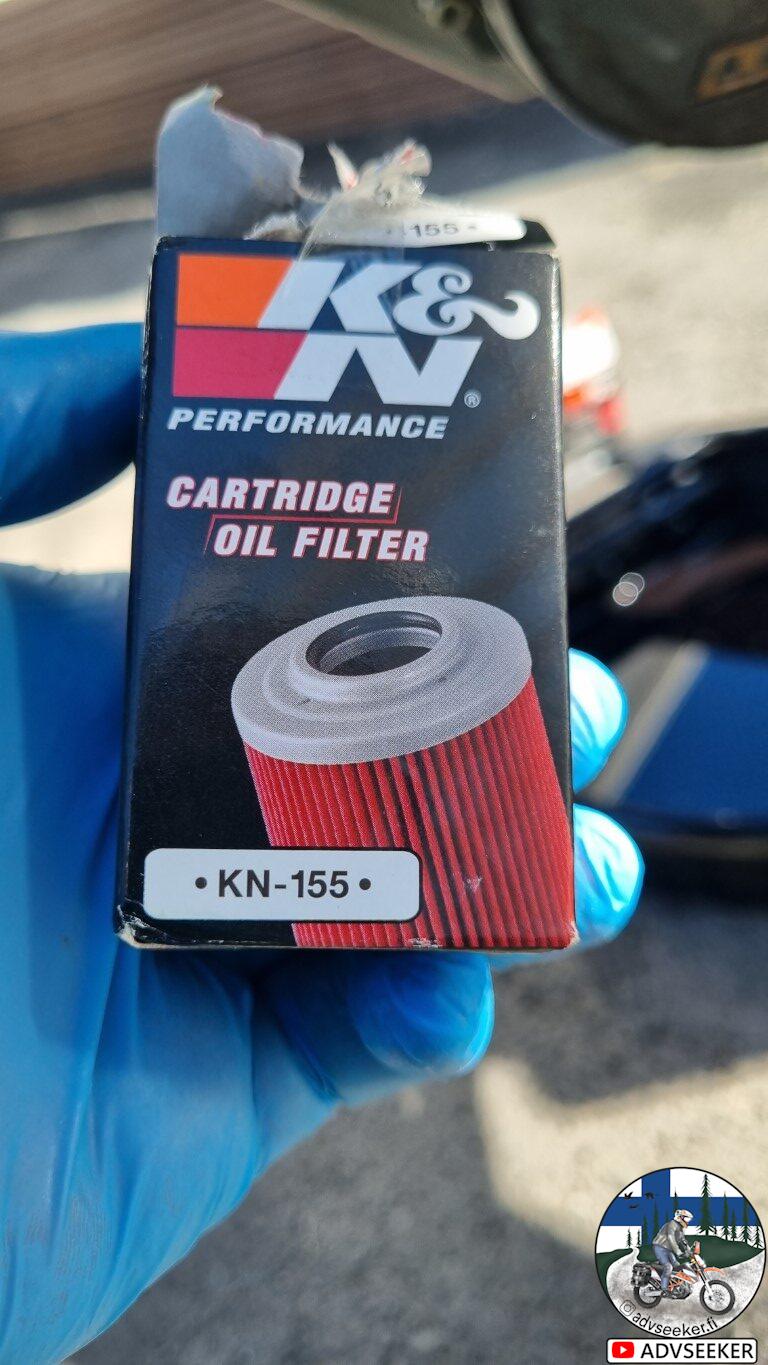 155 •
K&
N®
PERFORMANCE
CARTRIDGE
OIL FILTER
• KN-155 •
© advseeker.fi
ADVSEEKER